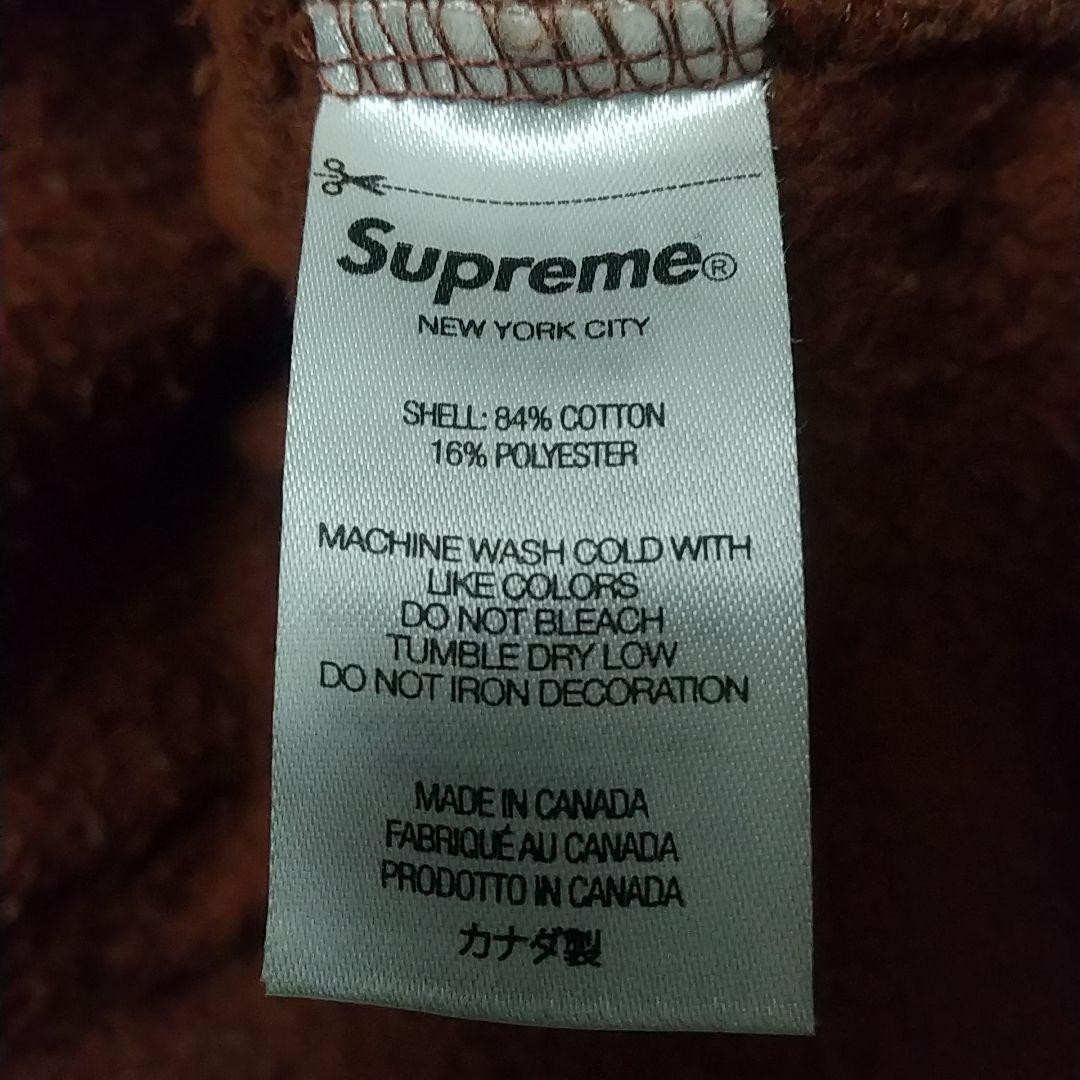 Supreme®
NEW YORK CITY
SHELL: 84% COTTON
16% POLYESTER
MACHINE WASH COLD WITH
LIKE COLORS
DO NOT BLEACH
TUMBLE DRY LOW
DO NOT IRON DECORATION
MADE IN CANADA
FABRIQUÉ AU CANADA
PRODOTTO IN CANADA
カナダ製